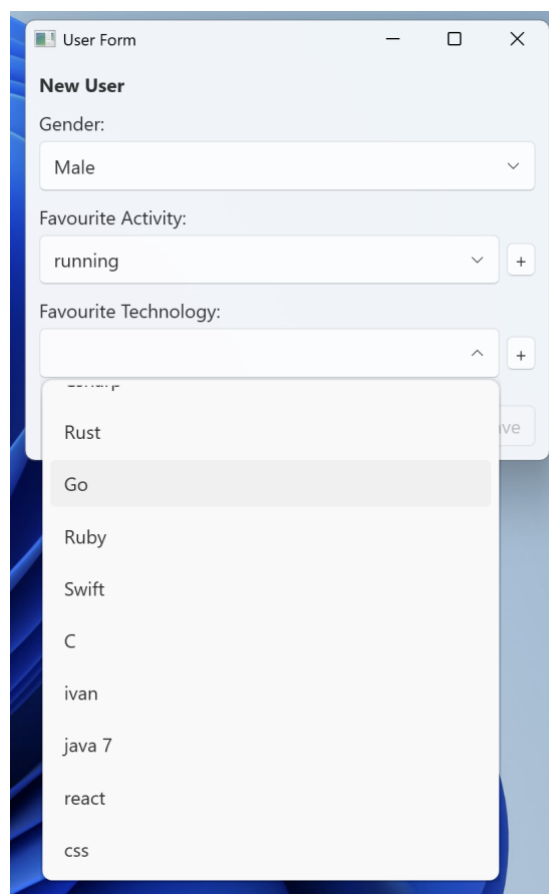 User Form
New User
Gender:
Male
Favourite Activity:
running
+
Favourite Technology:
+
Rust
Go
Ruby
Swift
C
ivan
java 7
react
css